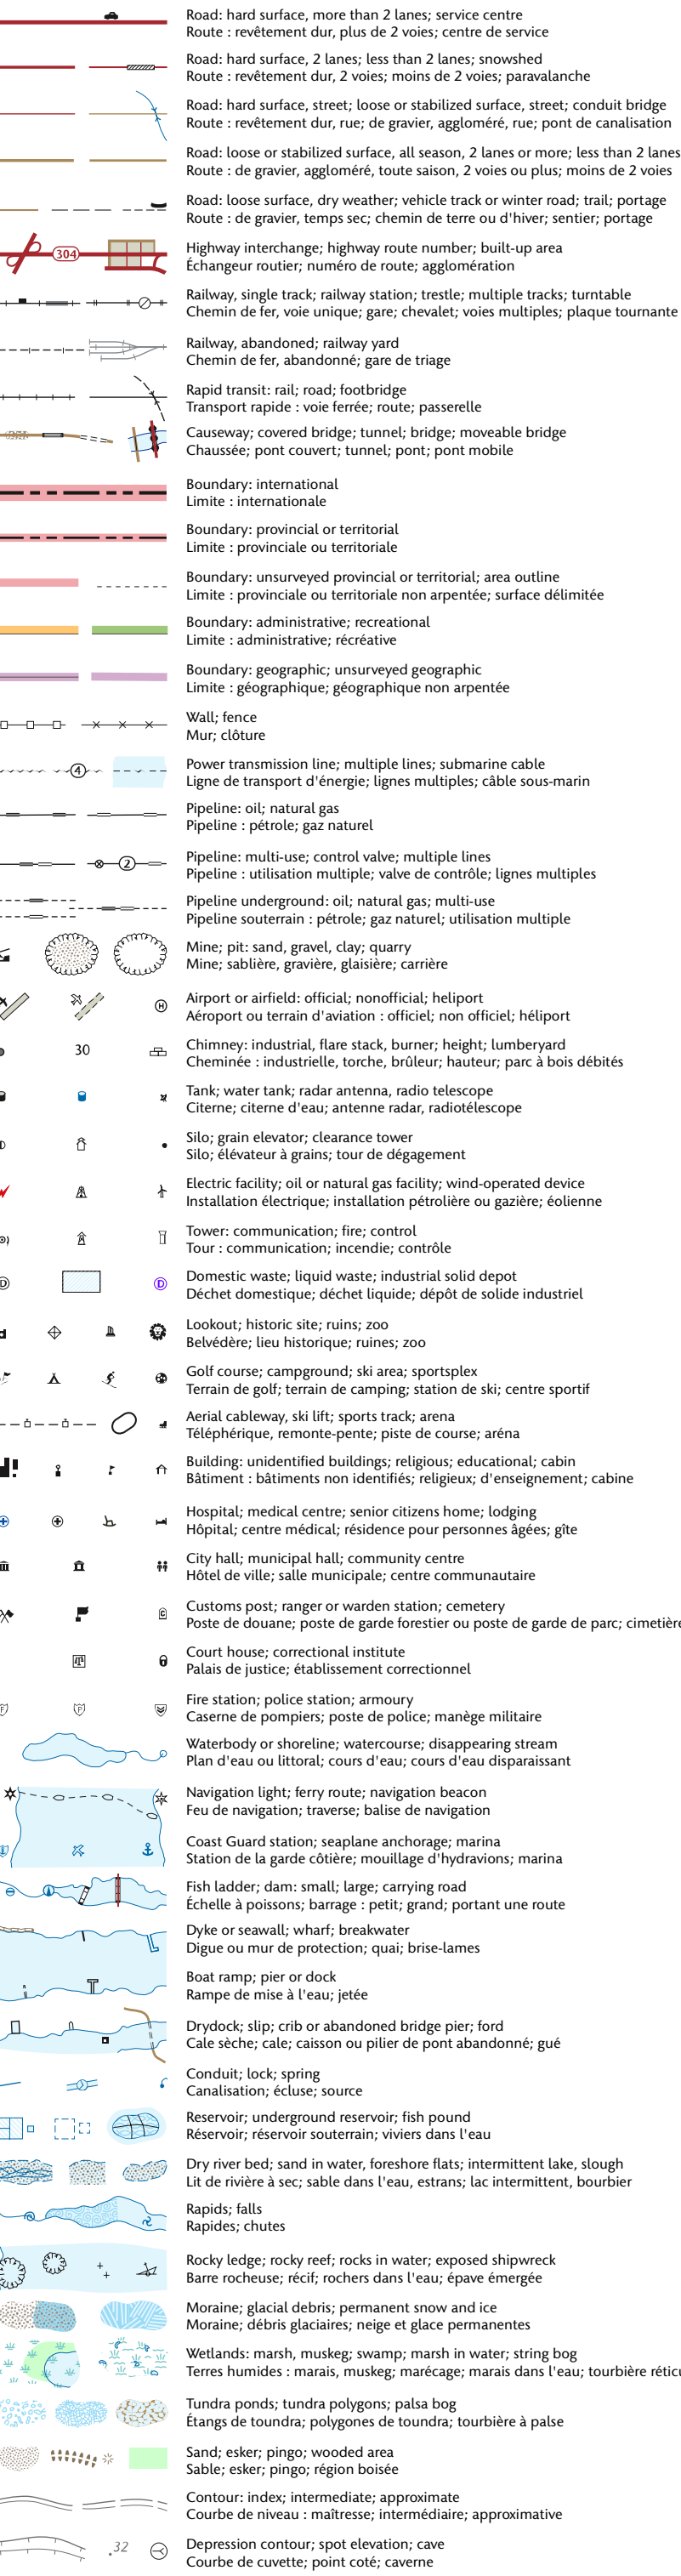 Road: hard surface, more than 2 lanes; service centre
Route : revêtement dur, plus de 2 voies; centre de service
Road: hard surface, 2 lanes; less than 2 lanes; snowshed
Route : revêtement dur, 2 voies; moins de 2 voies; paravalanche
Road: hard surface, street; loose or stabilized surface, street; conduit bridge
Route : revêtement dur, rue; de gravier, aggloméré, rue; pont de canalisation
Road: loose or stabilized surface, all season, 2 lanes or more; less than 2 lanes
Route : de gravier, aggloméré, toute saison, 2 voies ou plus; moins de 2 voies
Road: loose surface, dry weather; vehicle track or winter road; trail; portage
Route : de gravier, temps sec; chemin de terre ou d'hiver; sentier; portage
304
Highway interchange; highway route number; built-up area
Échangeur routier; numéro de route; agglomération
Railway, single track; railway station; trestle; multiple tracks; turntable
Chemin de fer, voie unique; gare; chevalet; voies multiples; plaque tournante
Railway, abandoned; railway yard
Chemin de fer, abandonné; gare de triage
Rapid transit: rail; road; footbridge
Transport rapide : voie ferrée; route; passerelle
Causeway; covered bridge; tunnel; bridge; moveable bridge
Chaussée; pont couvert; tunnel; pont; pont mobile
Boundary: international
Limite : internationale
Boundary: provincial or territorial
Limite : provinciale ou territoriale
Boundary: unsurveyed provincial or territorial; area outline
Limite : provinciale ou territoriale non arpentée; surface délimitée
Boundary: administrative; recreational
Limite : administrative; récréative
Boundary: geographic; unsurveyed geographic
Limite : géographique; géographique non arpentée
Wall; fence
Mur; clôture
4
Power transmission line; multiple lines; submarine cable
Ligne de transport d'énergie; lignes multiples; câble sous-marin
Pipeline: oil; natural gas
Pipeline : pétrole; gaz naturel
2
Pipeline: multi-use; control valve; multiple lines
Pipeline : utilisation multiple; valve de contrôle; lignes multiples
Pipeline underground: oil; natural gas; multi-use
Pipeline souterrain : pétrole; gaz naturel; utilisation multiple
Mine; pit: sand, gravel, clay; quarry
Mine; sablière, gravière, glaisière; carrière
H
Airport or airfield: official; nonofficial; heliport
Aéroport ou terrain d'aviation : officiel; non officiel; héliport
30
Chimney: industrial, flare stack, burner; height; lumberyard
Cheminée : industrielle, torche, brûleur; hauteur; parc à bois débités
Tank; water tank; radar antenna, radio telescope
Citerne; citerne d'eau; antenne radar, radiotélescope
Silo; grain elevator; clearance tower
Silo; élévateur à grains; tour de dégagement
Electric facility; oil or natural gas facility; wind-operated device
Installation électrique; installation pétrolière ou gazière; éolienne
Tower: communication; fire; control
Tour : communication; incendie; contrôle
D D
Domestic waste; liquid waste; industrial solid depot
Déchet domestique; déchet liquide; dépôt de solide industriel
Lookout; historic site; ruins; zoo
Belvédère; lieu historique; ruines; zoo
Golf course; campground; ski area; sportsplex
Terrain de golf; terrain de camping; station de ski; centre sportif
Aerial cableway, ski lift; sports track; arena
Téléphérique, remonte-pente; piste de course; aréna
Building: unidentified buildings; religious; educational; cabin
Bâtiment : bâtiments non identifiés; religieux; d'enseignement; cabine
Hospital; medical centre; senior citizens home; lodging
Hôpital; centre médical; résidence pour personnes âgées; gîte
City hall; municipal hall; community centre
Hôtel de ville; salle municipale; centre communautaire
C
Customs post; ranger or warden station; cemetery
Poste de douane; poste de garde forestier ou poste de garde de parc; cimetière
Court house; correctional institute
Palais de justice; établissement correctionnel
F P
Fire station; police station; armoury
Caserne de pompiers; poste de police; manège militaire
Waterbody or shoreline; watercourse; disappearing stream
Plan d'eau ou littoral; cours d'eau; cours d'eau disparaissant
Navigation light; ferry route; navigation beacon
Feu de navigation; traverse; balise de navigation
Coast Guard station; seaplane anchorage; marina
Station de la garde côtière; mouillage d'hydravions; marina
Fish ladder; dam: small; large; carrying road
Échelle à poissons; barrage : petit; grand; portant une route
Dyke or seawall; wharf; breakwater
Digue ou mur de protection; quai; brise-lames
Boat ramp; pier or dock
Rampe de mise à l'eau; jetée
Drydock; slip; crib or abandoned bridge pier; ford
Cale sèche; cale; caisson ou pilier de pont abandonné; gué
Conduit; lock; spring
Canalisation; écluse; source
Reservoir; underground reservoir; fish pound
Réservoir; réservoir souterrain; viviers dans l'eau
Dry river bed; sand in water, foreshore flats; intermittent lake, slough
Lit de rivière à sec; sable dans l'eau, estrans; lac intermittent, bourbier
Rapids; falls
Rapides; chutes
Rocky ledge; rocky reef; rocks in water; exposed shipwreck
Barre rocheuse; récif; rochers dans l'eau; épave émergée
Moraine; glacial debris; permanent snow and ice
Moraine; débris glaciaires; neige et glace permanentes
Wetlands: marsh, muskeg; swamp; marsh in water; string bog
Terres humides : marais, muskeg; marécage; marais dans l'eau; tourbière réticu
Tundra ponds; tundra polygons; palsa bog
Étangs de toundra; polygones de toundra; tourbière à palse
Sand; esker; pingo; wooded area
Sable; esker; pingo; région boisée
Contour: index; intermediate; approximate
Courbe de niveau : maîtresse; intermédiaire; approximative
.32
Depression contour; spot elevation; cave
Courbe de cuvette; point coté; caverne